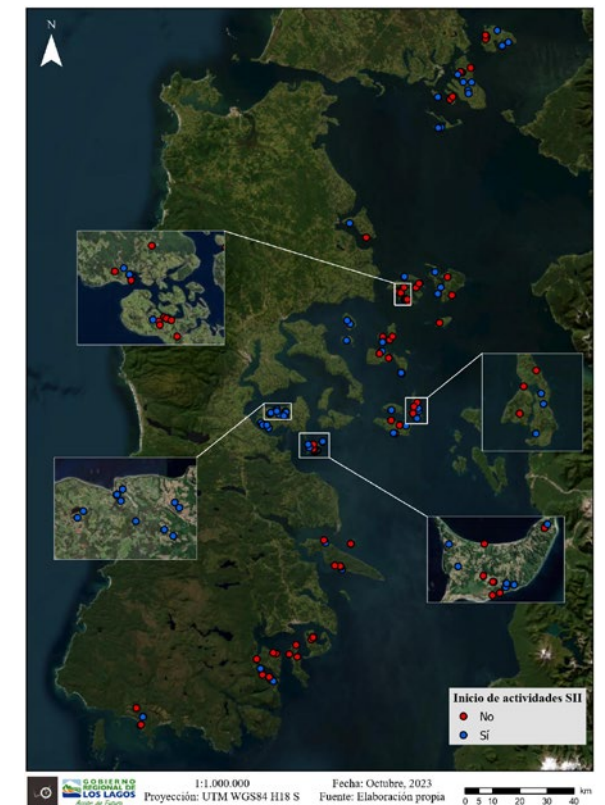 N
Inicio de actividades SII
No
Sí
GOBIERNO
REGIONAL DE
LOS LAGOS
1:1.000.000
Proyección: UTM WGS84 H18 S
Fecha: Octubre, 2023
Fuente: Elaboración propia
km
0 5 10 20 30 40